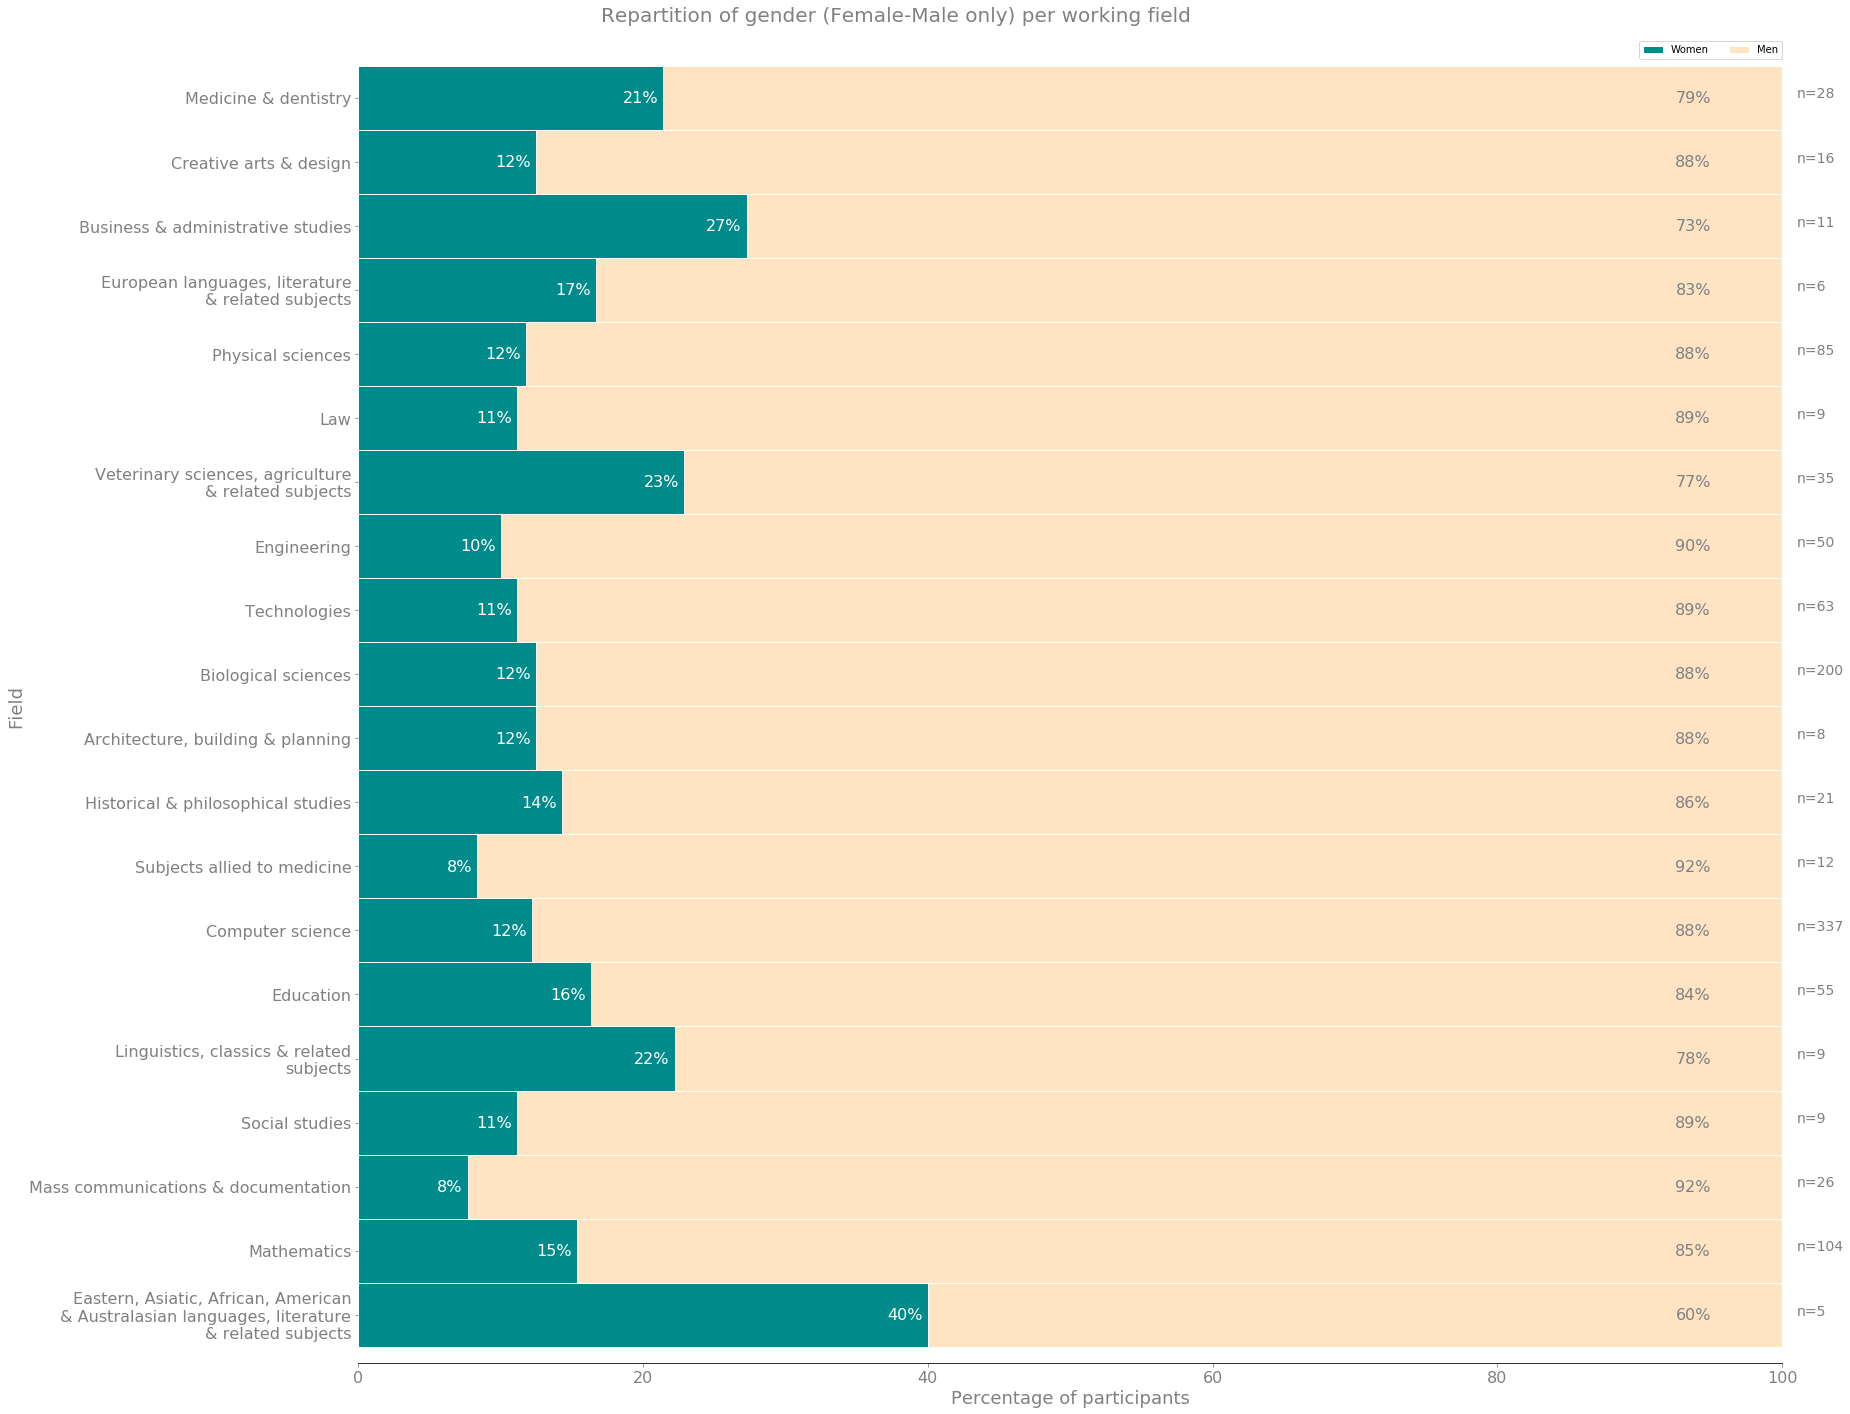 Repartition of gender (Female-Male only) per working field
Women Men
Medicine & dentistry 21% 79% n=28
Creative arts & design 12% 88% n=16
Business & administrative studies 27% 73% n=11
European languages, literature
& related subjects 17% 83% n=6
Physical sciences 12% 88% n=85
Law 11% 89% n=9
Veterinary sciences, agriculture
& related subjects 23% 77% n=35
Engineering 10% 90% n=50
Technologies 11% 89% n=63
Biological sciences 12% 88% n=200
Field
Architecture, building & planning 12% 88% n=8
Historical & philosophical studies 14% 86% n=21
Subjects allied to medicine 8% 92% n=12
Computer science 12% 88% n=337
Education 16% 84% n=55
Linguistics, classics & related
subjects 22% 78% n=9
Social studies 11% 89% n=9
Mass communications & documentation 8% 92% n=26
Mathematics 15% 85% n=104
Eastern, Asiatic, African, American
& Australasian languages, literature 40% 60% n=5
& related subjects
0 20 40 60 80 100
Percentage of participants